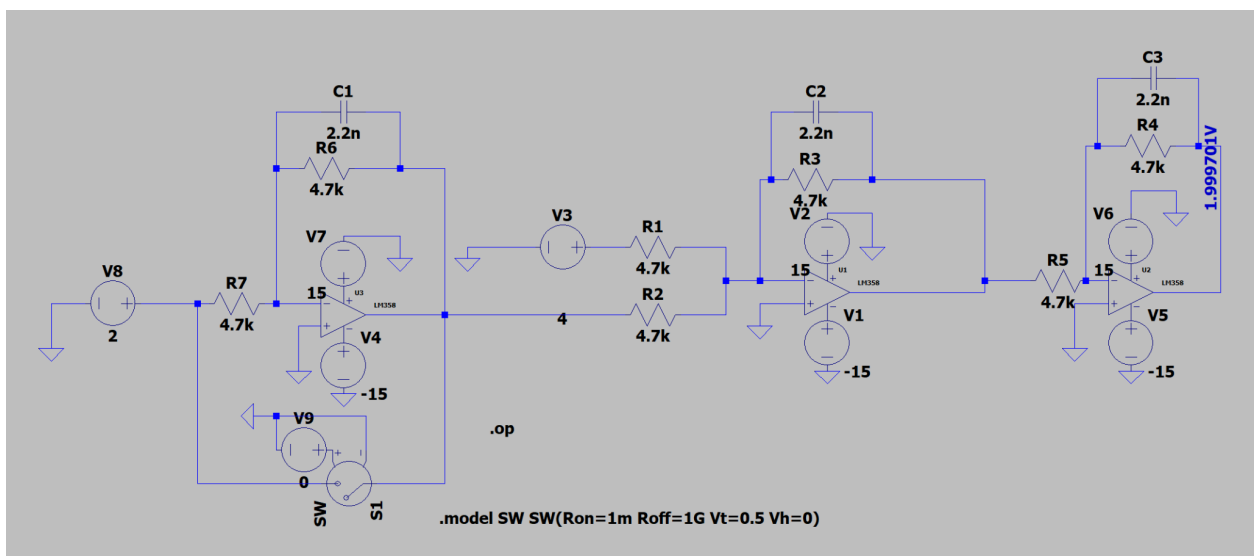 C1
2.2n
R6
4.7k
V8
2
R7
4.7k
V7
15
U3
LM358
V4
-15
V9
0
SW
S1
.op
.model SW SW(Ron=1m Roff=1G Vt=0.5 Vh=0)
V3
4
R1
4.7k
R2
4.7k
C2
2.2n
R3
4.7k
V2
15
U1
LM358
V1
-15
C3
2.2n
R4
4.7k
1.999701V
R5
4.7k
V6
15
U2
LM358
V5
-15